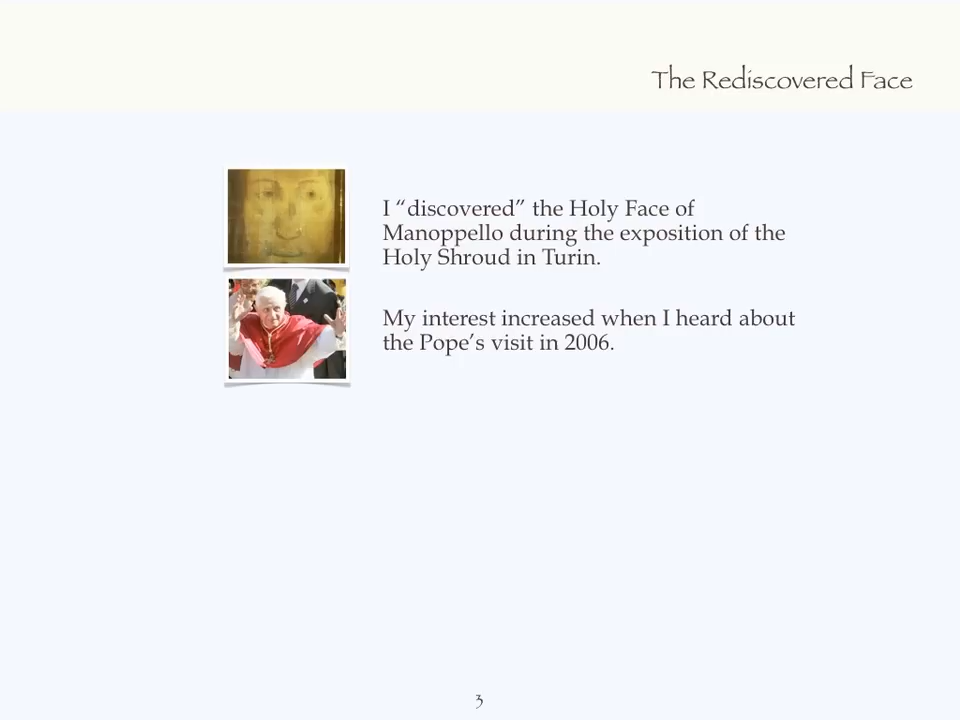 The Rediscovered Face
I “discovered” the Holy Face of
Manoppello during the exposition of the
Holy Shroud in Turin.
My interest increased when I heard about
the Pope’s visit in 2006.
3